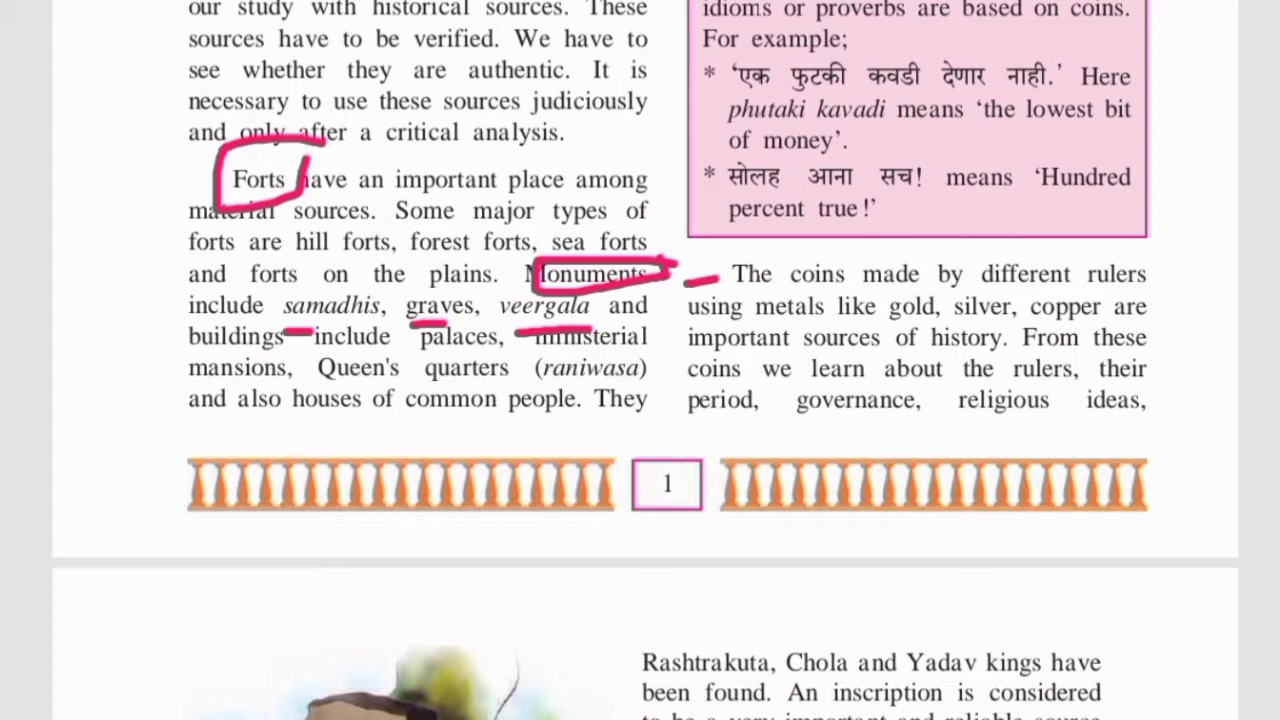 our study with historical sources. These
sources have to be verified. We have to
see whether they are authentic. It is
necessary to use these sources judiciously
and only after a critical analysis.
Forts have an important place among
material sources. Some major types of
forts are hill forts, forest forts, sea forts
and forts on the plains. Monuments
include samadhis, graves, veergala and
buildings include palaces, ministerial
mansions, Queen's quarters (raniwasa)
and also houses of common people. They
idioms or proverbs are based on coins.
For example;
* ‘एक फुटकी कवडी देणार नाही.’ Here
phutaki kavadi means ‘the lowest bit
of money’.
* सोलह आना सच! means ‘Hundred
percent true!’
The coins made by different rulers
using metals like gold, silver, copper are
important sources of history. From these
coins we learn about the rulers, their
period, governance, religious ideas,
1
Rashtrakuta, Chola and Yadav kings have
been found. An inscription is considered
to be a very important and reliable source